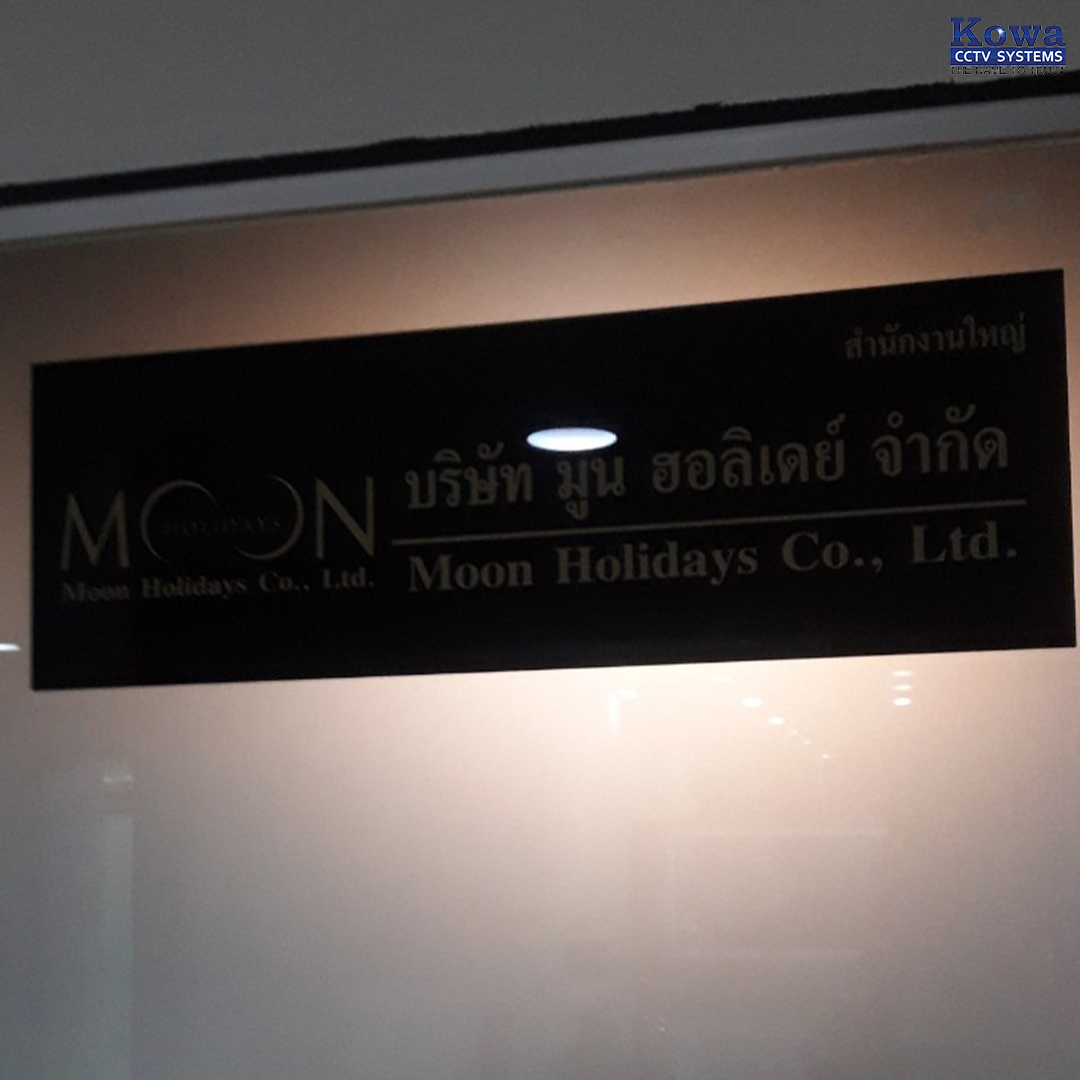 Kowa
CCTV SYSTEMS
สำนักงานใหญ่
MOON
HOLIDAYS
Moon Holidays Co., Ltd.
บริษัท มูน ฮอลิเดย์ จำกัด
Moon Holidays Co., Ltd.